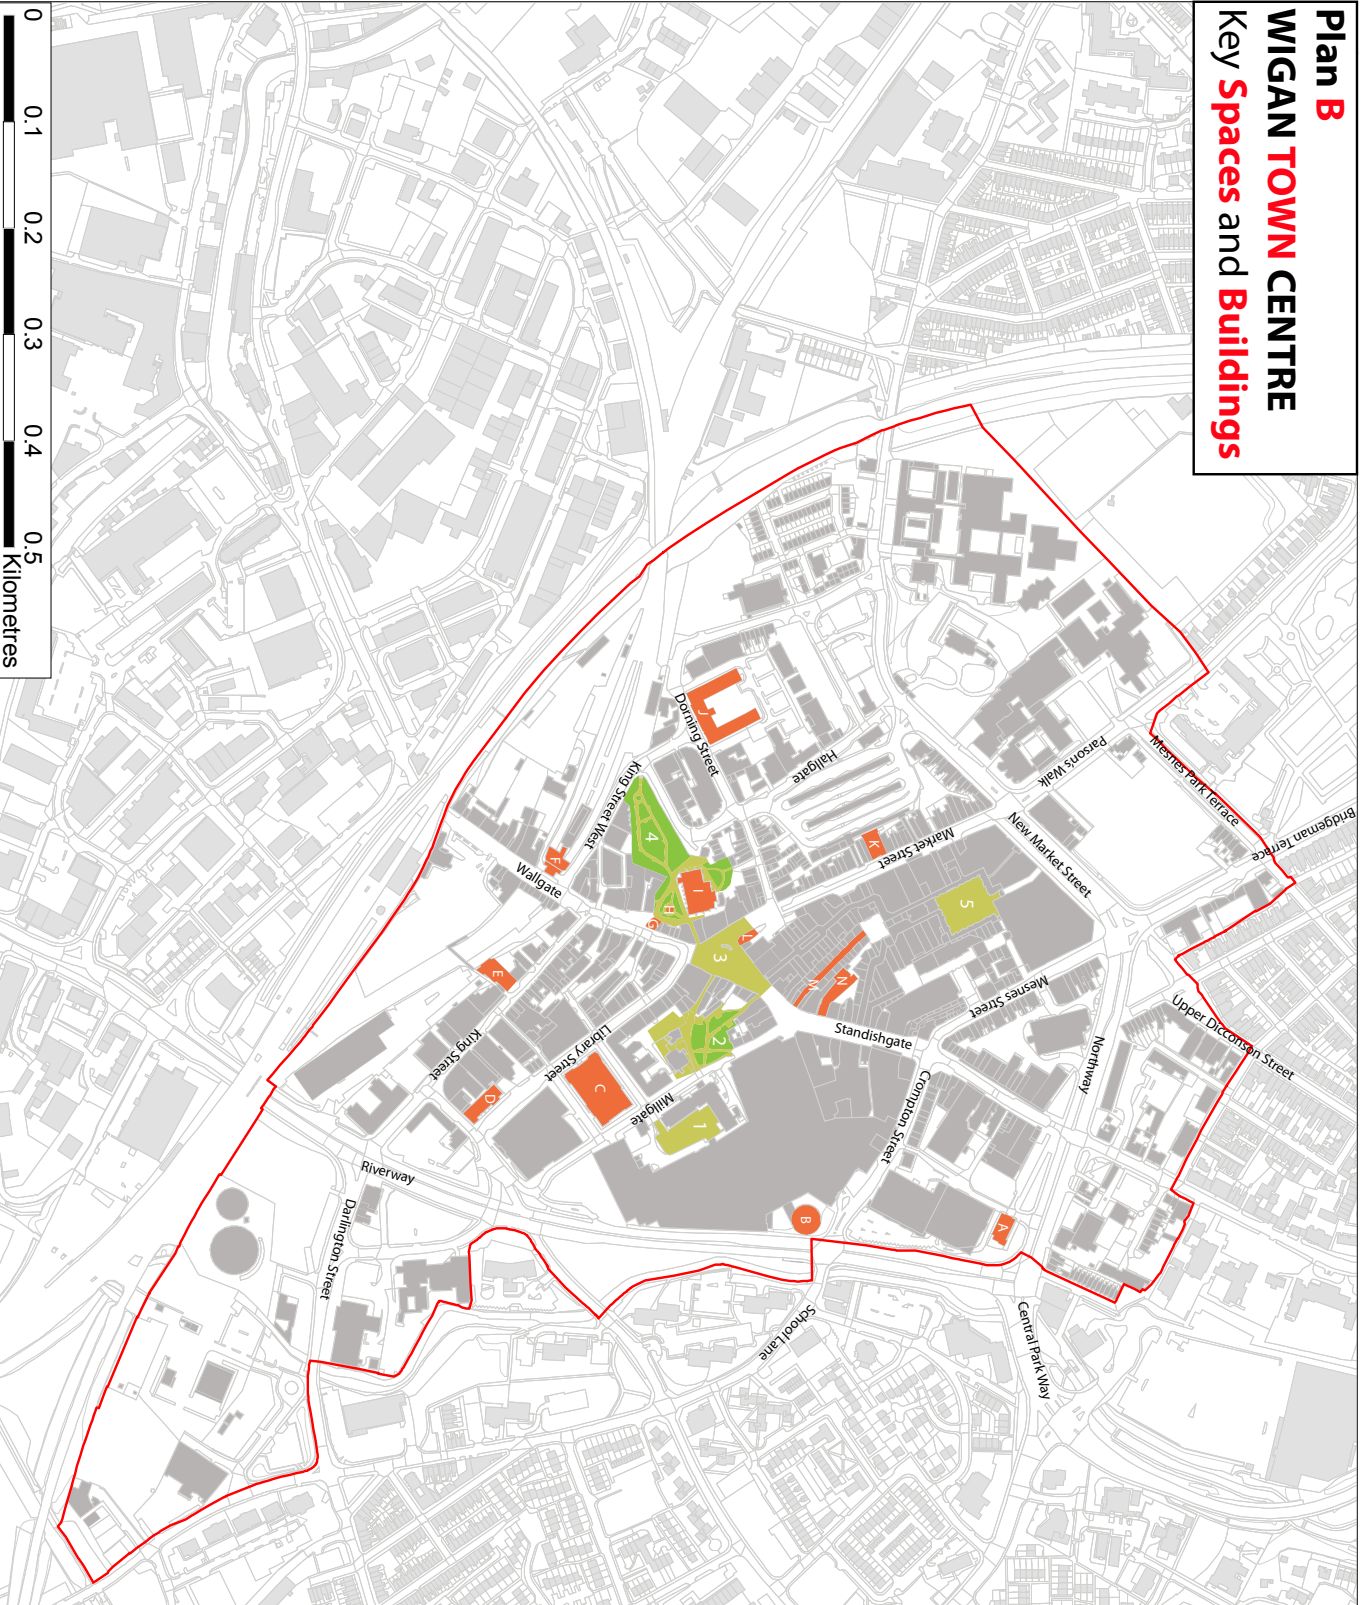 Plan B
WIGAN TOWN CENTRE
Key Spaces and Buildings
Mesnes Park Terrace
Bridgeman Terrace
Parson's Walk
New Market Street
Upper Dicconson Street
Market Street
Hallgate
Dorning Street
King Street West
Wallgate
Mesnes Street
Northway
Standishgate
Crompton Street
Library Street
King Street
Millgate
Riverway
Darlington Street
School Lane
Central Park Way
A
B
C
D
E
F
G
H
I
J
K
L
M
N
1
2
3
4
5
0 0.1 0.2 0.3 0.4 0.5
Kilometres